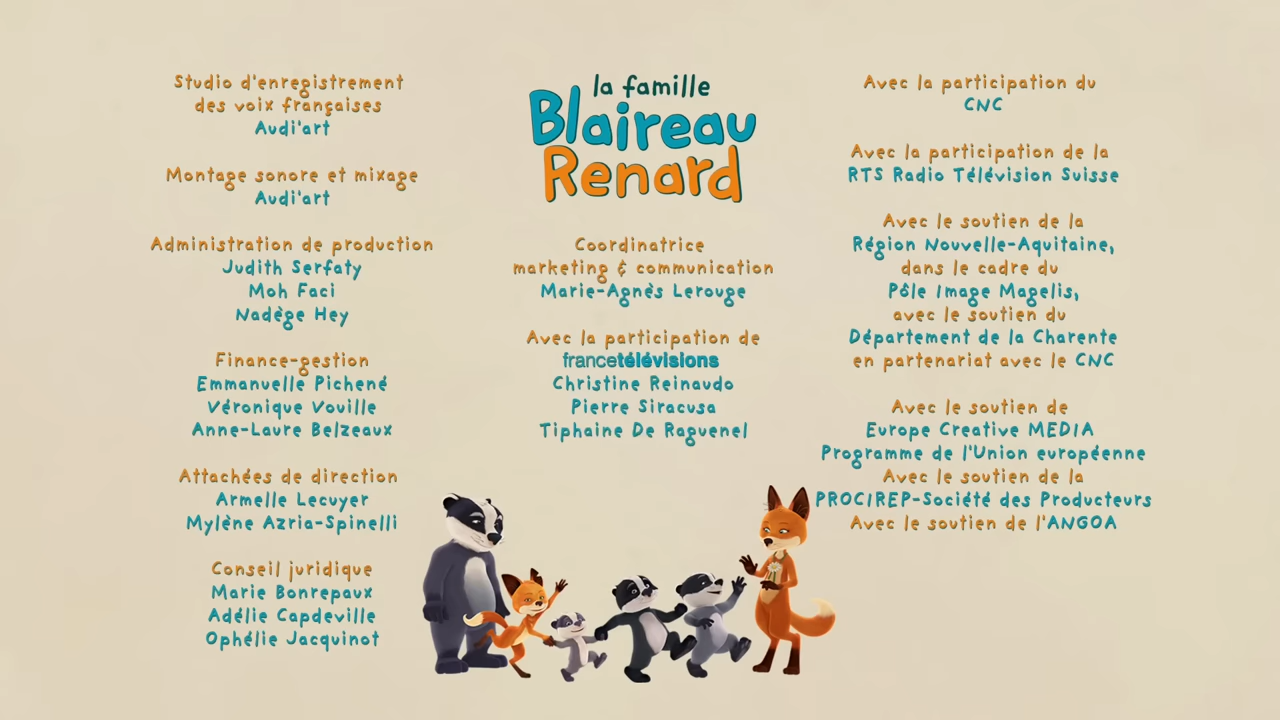 Studio d'enregistrement
des voix françaises
Audi'art
Montage sonore et mixage
Audi'art
Administration de production
Judith Serfaty
Moh Faci
Nadège Hey
Finance-gestion
Emmanuelle Pichené
Véronique Vouille
Anne-Laure Belzeaux
Attachées de direction
Armelle Lecuyer
Mylène Azria-Spinelli
Conseil juridique
Marie Bonrepaux
Adélie Capdeville
Ophélie Jacquinot
la famille
Blaireau
Renard
Coordinatrice
marketing & communication
Marie-Agnès Lerouge
Avec la participation de
francetélévisions
Christine Reinaudo
Pierre Siracusa
Tiphaine De Raguenel
Avec la participation du
CNC
Avec la participation de la
RTS Radio Télévision Suisse
Avec le soutien de la
Région Nouvelle-Aquitaine,
dans le cadre du
Pôle Image Magelis,
avec le soutien du
Département de la Charente
en partenariat avec le CNC
Avec le soutien de
Europe Creative MEDIA
Programme de l'Union européenne
Avec le soutien de la
PROCIREP-Société des Producteurs
Avec le soutien de l'ANGOA